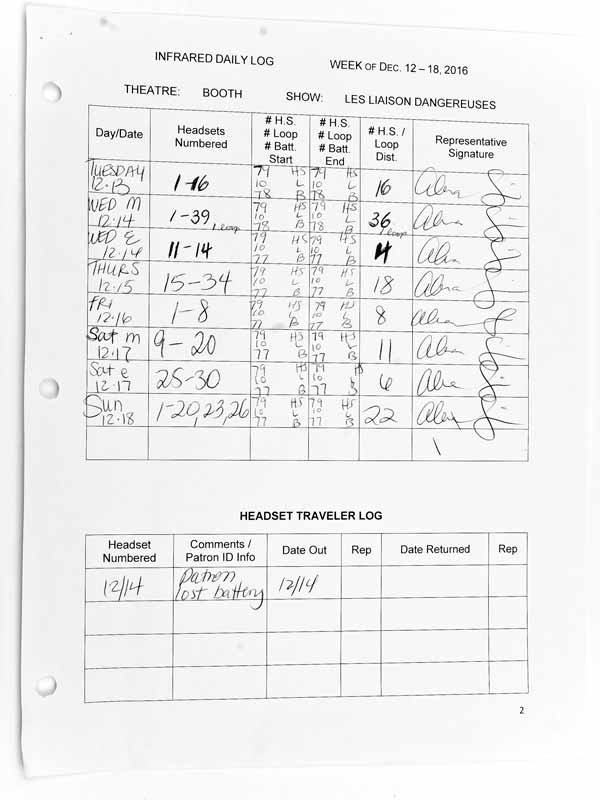 INFRARED DAILY LOG WEEK OF DEC. 12 – 18, 2016
THEATRE: BOOTH SHOW: LES LIAISON DANGEREUSES
Day/Date Headsets Numbered # H.S. # Loop # Batt. Start # H.S. # Loop # Batt. End # H.S. / Loop Dist. Representative Signature
TUESDAY 12.13 1-16 79 HS 10 L 78 B 79 HS 10 L 78 B 16
WED M 12.14 1-39, 1 loop 79 HS 10 L 78 B 79 HS 10 L 78 B 36, 1 loop
WED E 12.14 11-14 79 HS 10 L 77 B 79 HS 10 L 77 B 4
THURS 12.15 15-34 79 HS 10 L 77 B 79 HS 10 L 77 B 18
FRI 12.16 1-8 79 HS 10 L 77 B 79 HS 10 L 77 B 8
Sat m 12.17 9-20 79 HS 10 L 77 B 79 HS 10 L 77 B 11
Sat e 12.17 25-30 79 HS 10 L 77 B 79 HS 10 L 77 B 6
Sun 12.18 1-20,23,26 79 HS 10 L 77 B 79 HS 10 L 77 B 22
HEADSET TRAVELER LOG
Headset Numbered Comments / Patron ID Info Date Out Rep Date Returned Rep
12/14 Patron lost battery 12/14
2